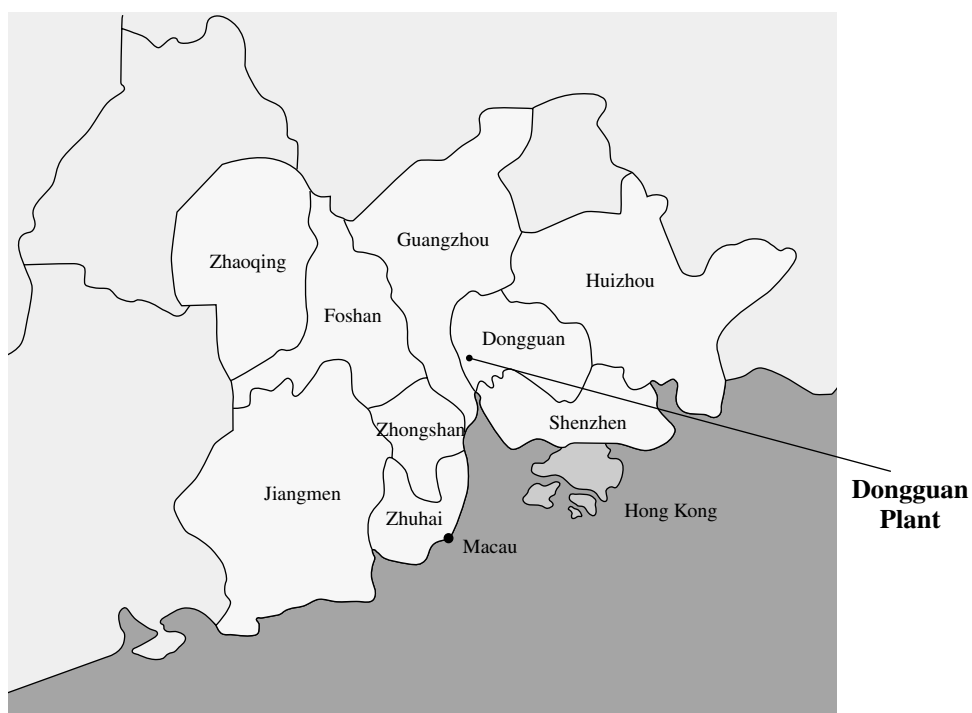 Guangzhou
Zhaoqing
Huizhou
Foshan
Dongguan
Shenzhen
Zhongshan
Jiangmen
Dongguan
Plant
Hong Kong
Zhuhai
Macau